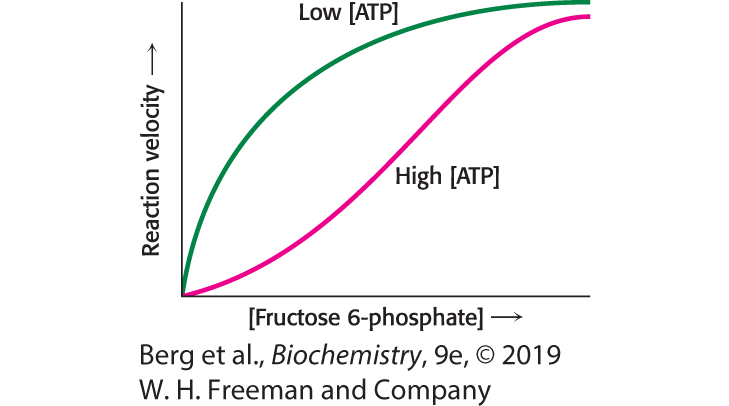 Low [ATP]
Reaction velocity →
High [ATP]
[Fructose 6-phosphate] →
Berg et al., Biochemistry, 9e, © 2019
W. H. Freeman and Company